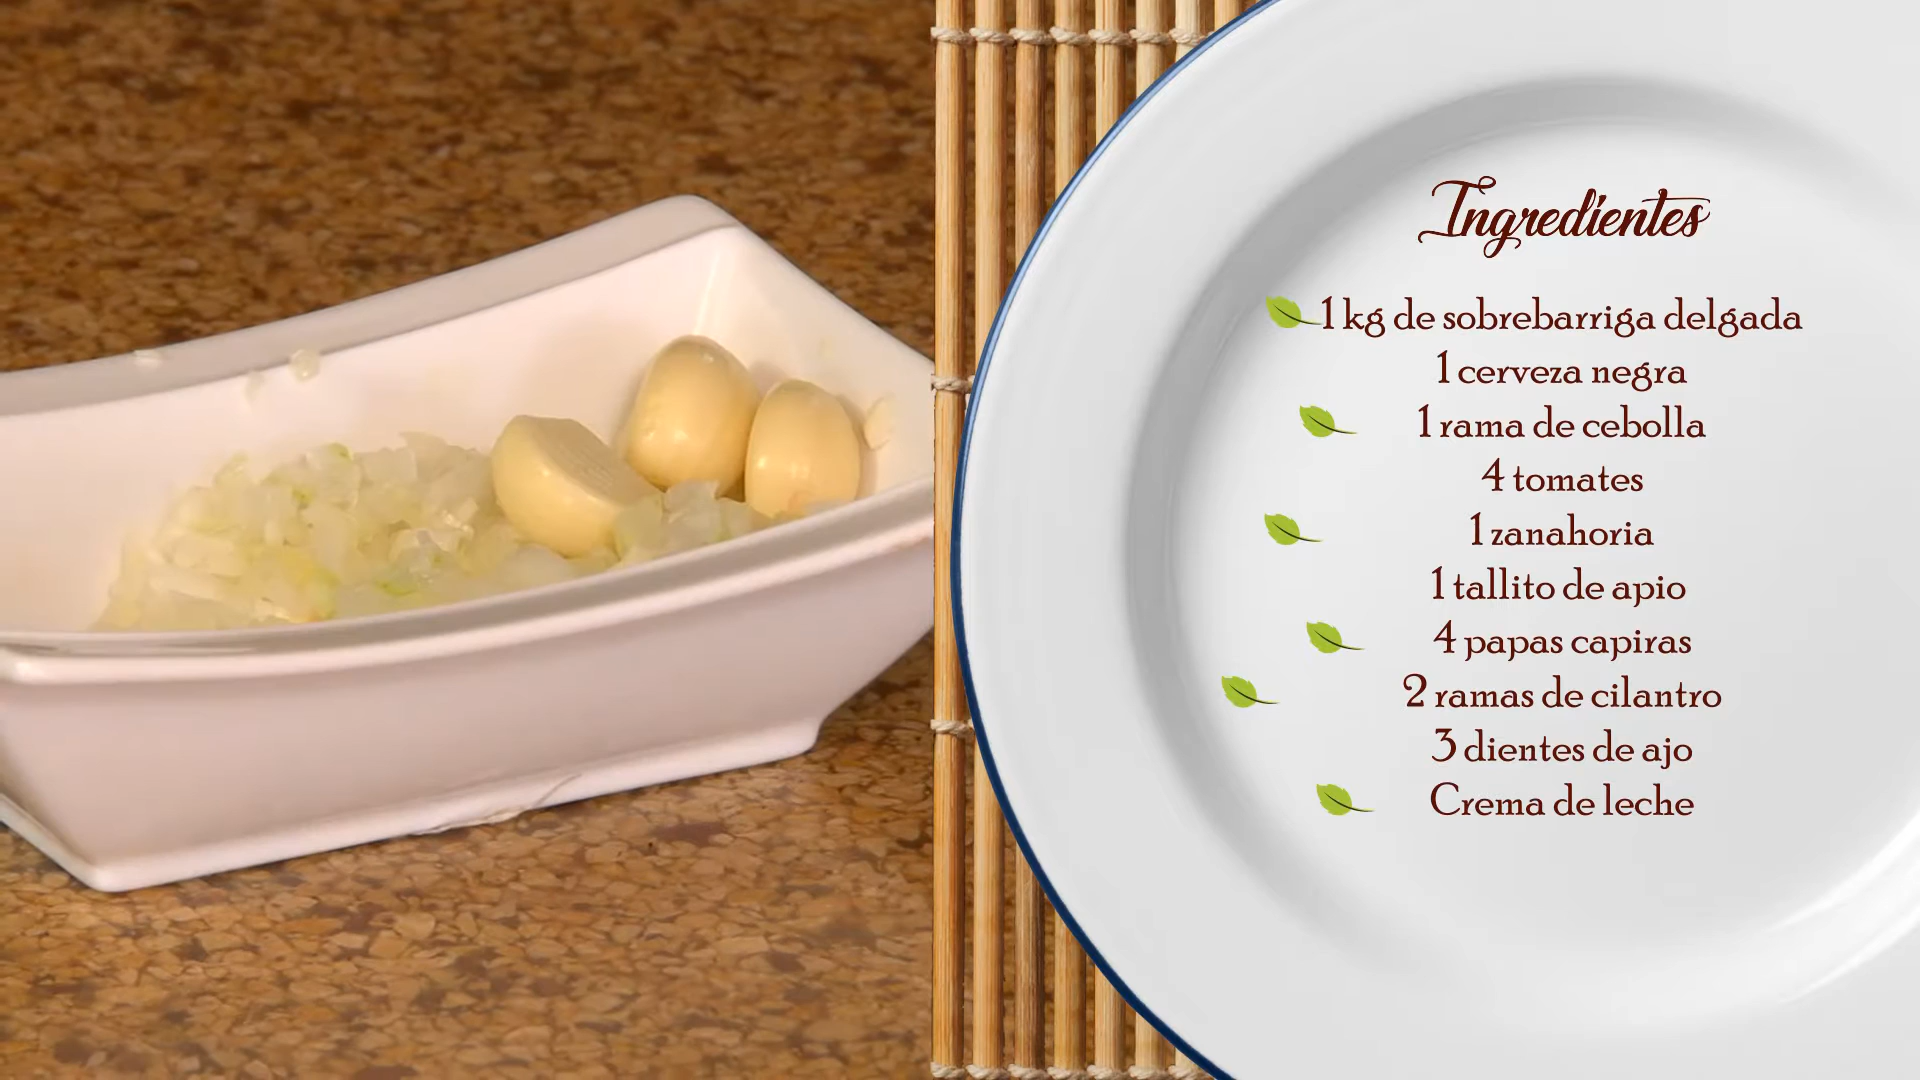 Ingredientes
1 kg de sobrebarriga delgada
1 cerveza negra
1 rama de cebolla
4 tomates
1 zanahoria
1 tallito de apio
4 papas capiras
2 ramas de cilantro
3 dientes de ajo
Crema de leche